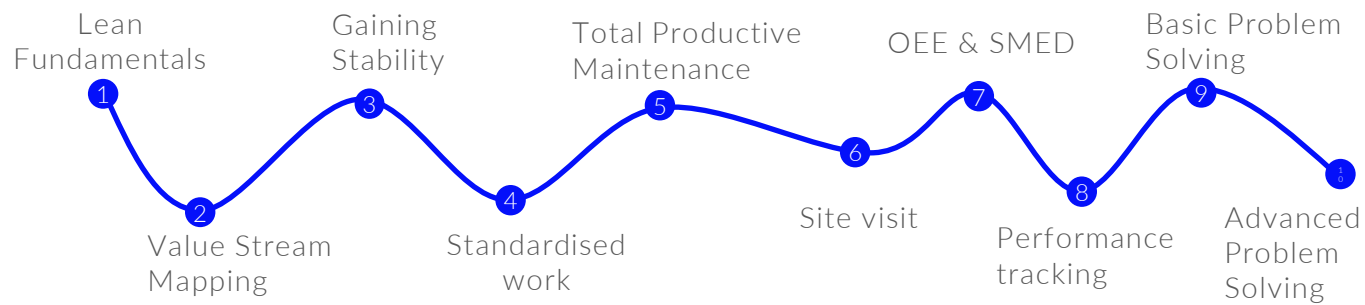 1
Lean
Fundamentals
2
Value Stream
Mapping
3
Gaining
Stability
4
Standardised
work
5
Total Productive
Maintenance
6
Site visit
7
OEE & SMED
8
Performance
tracking
9
Basic Problem
Solving
10
Advanced
Problem
Solving